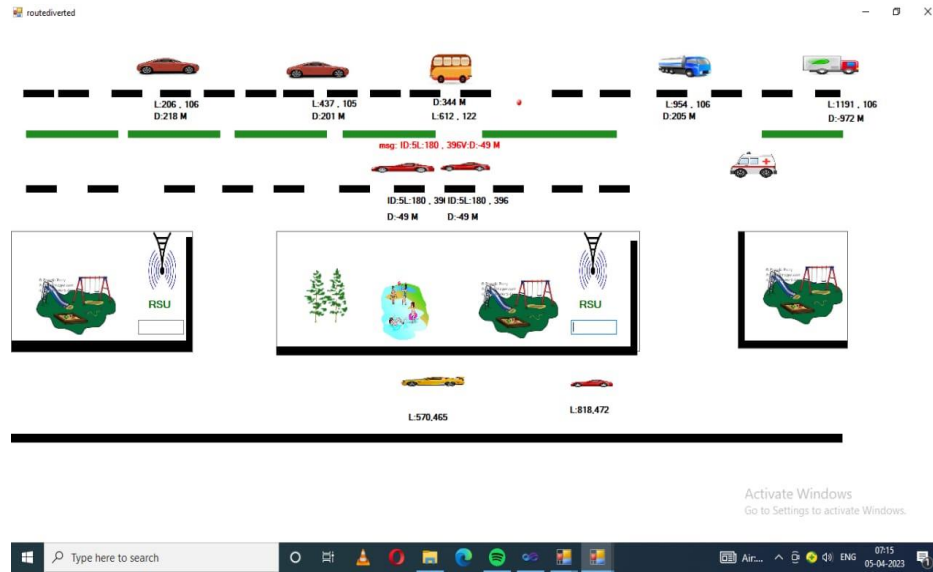 routediverted
L:206 , 106
D:218 M
L:437 , 105
D:201 M
D:344 M
L:612 , 122
L:954 , 106
D:205 M
L:1191 , 106
D:-972 M
msg: ID:5L:180 , 396V:D:-49 M
ID:5L:180 , 39
D:-49 M
ID:5L:180 , 396
D:-49 M
RSU
RSU
L:570,465
L:818,472
Activate Windows
Go to Settings to activate Windows.
Type here to search
Air...
ENG
07:15
05-04-2023
1